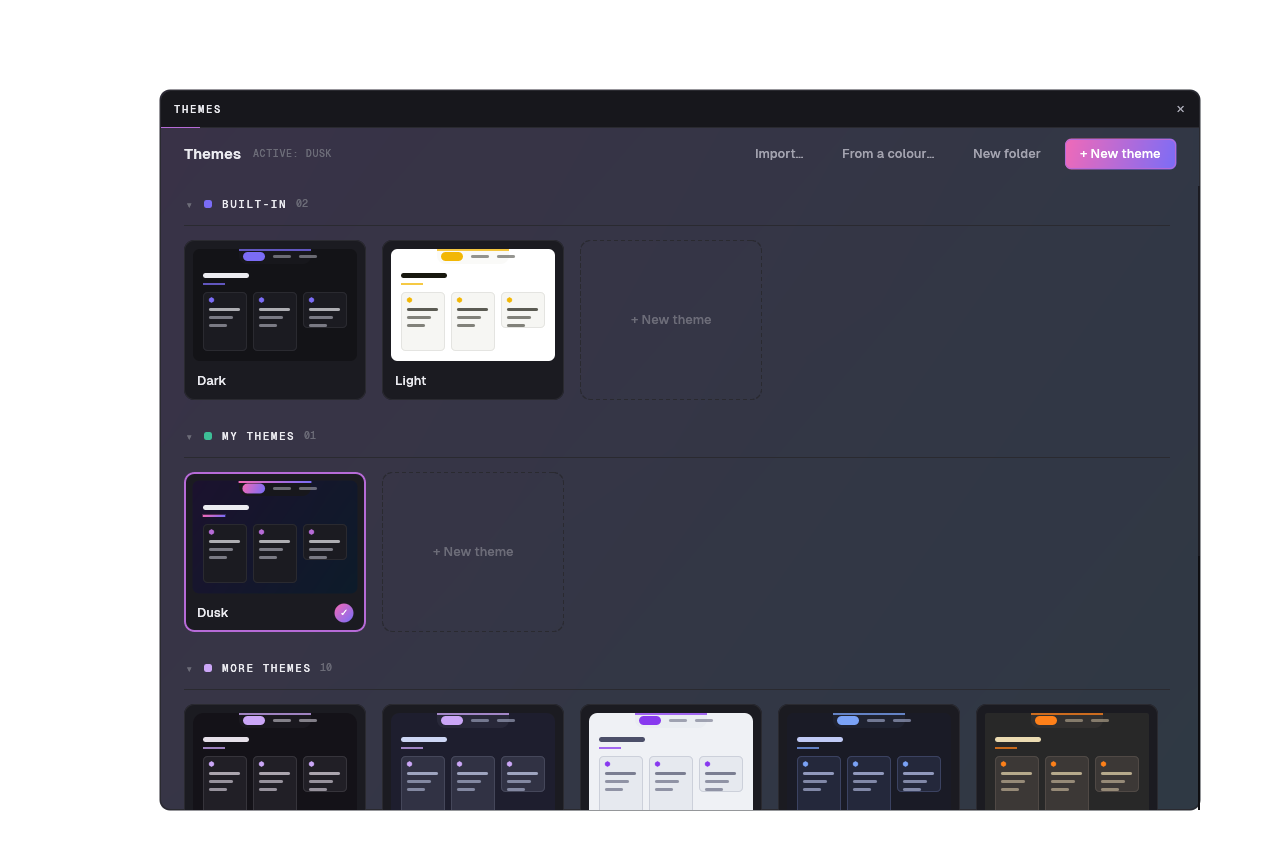 THEMES ×
Themes ACTIVE: DUSK Import… From a colour… New folder + New theme
▾ BUILT-IN 02
+ New theme
Dark Light
▾ MY THEMES 01
+ New theme
Dusk ✓
▾ MORE THEMES 10